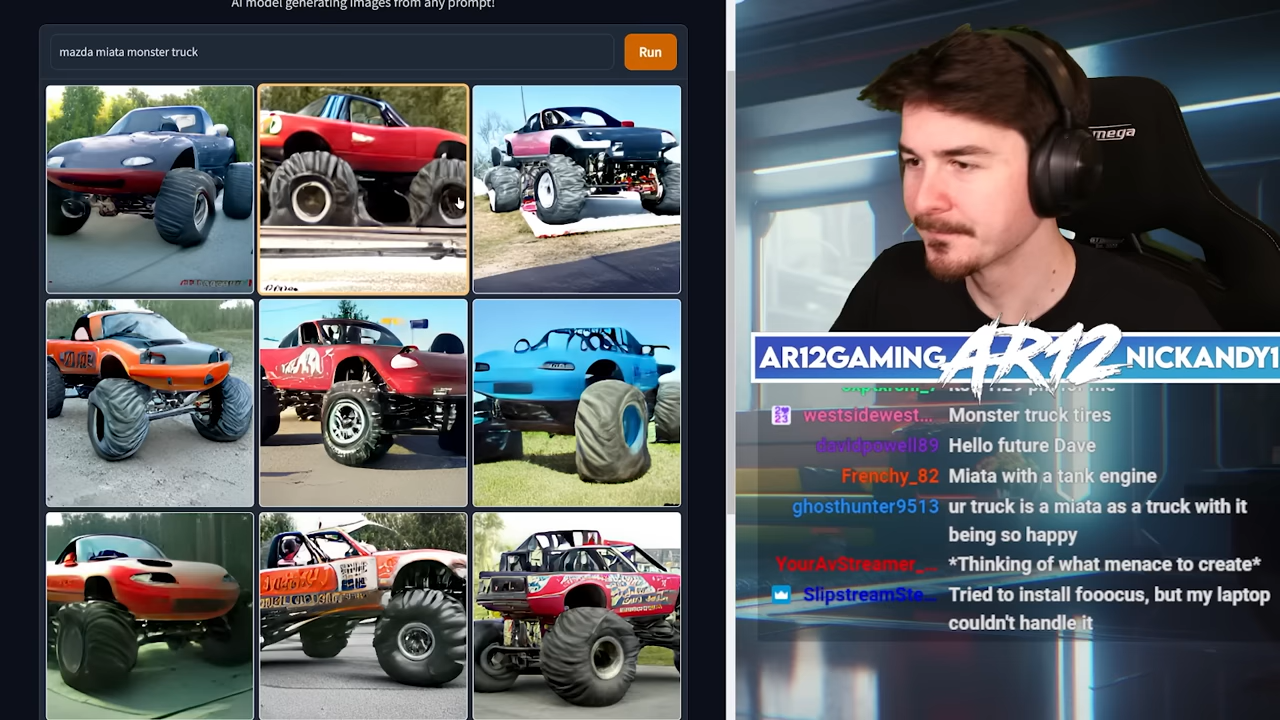 AI model generating images from any prompt!
mazda miata monster truck
Run
mega
AR12GAMING AR12 NICKANDY1
westsidewest... Monster truck tires
davidpowell89 Hello future Dave
Frenchy_82 Miata with a tank engine
ghosthunter9513 ur truck is a miata as a truck with it
being so happy
YourAvStreamer_... *Thinking of what menace to create*
SlipstreamSte... Tried to install fooocus, but my laptop
couldn't handle it